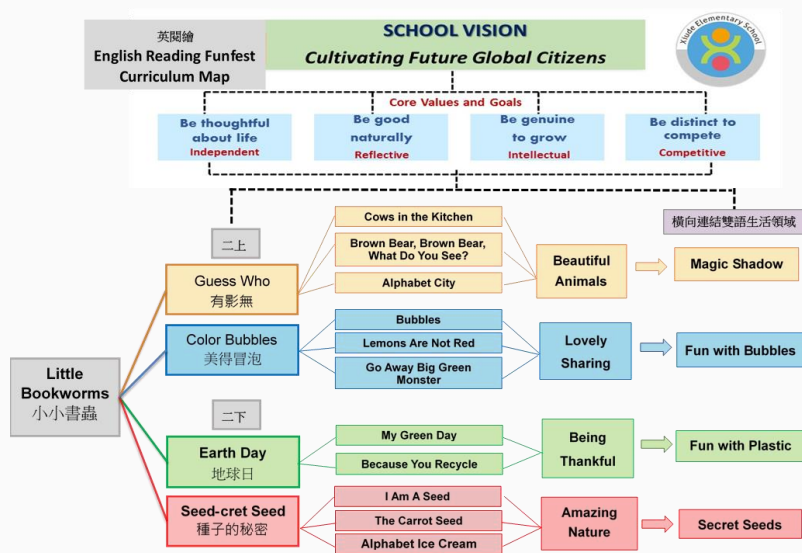 英閱繪
English Reading Funfest
Curriculum Map
SCHOOL VISION
Cultivating Future Global Citizens
Xiude Elementary School
Core Values and Goals
Be thoughtful
about life
Independent
Be good
naturally
Reflective
Be genuine
to grow
Intellectual
Be distinct to
compete
Competitive
橫向連結雙語生活領域
二上
Guess Who
有影無
Cows in the Kitchen
Brown Bear, Brown Bear,
What Do You See?
Alphabet City
Beautiful
Animals
Magic Shadow
Color Bubbles
美得冒泡
Bubbles
Lemons Are Not Red
Go Away Big Green
Monster
Lovely
Sharing
Fun with Bubbles
Little
Bookworms
小小書蟲
二下
Earth Day
地球日
My Green Day
Because You Recycle
Being
Thankful
Fun with Plastic
Seed-cret Seed
種子的秘密
I Am A Seed
The Carrot Seed
Alphabet Ice Cream
Amazing
Nature
Secret Seeds